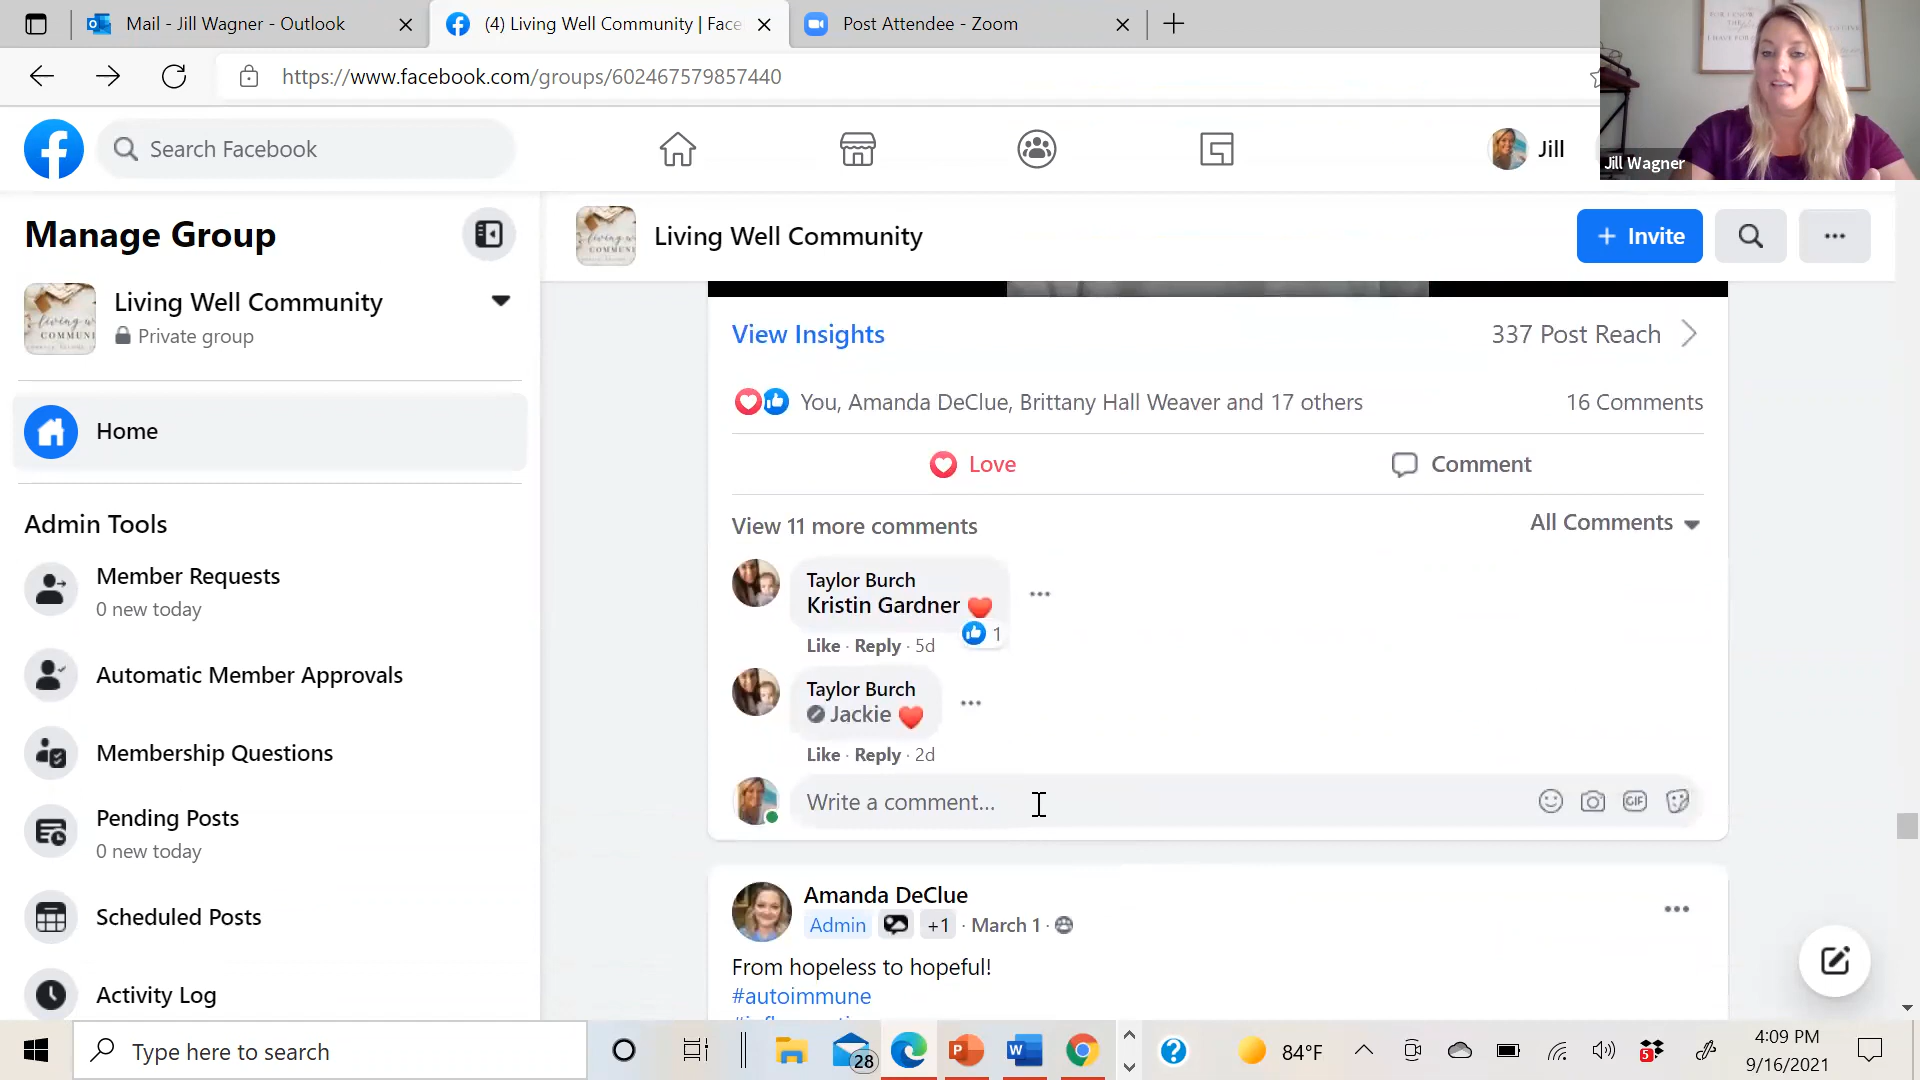 Mail - Jill Wagner - Outlook
(4) Living Well Community | Face
Post Attendee - Zoom
https://www.facebook.com/groups/602467579857440
Search Facebook
Jill
Jill Wagner
Manage Group
Living Well Community
Private group
Home
Admin Tools
Member Requests
0 new today
Automatic Member Approvals
Membership Questions
Pending Posts
0 new today
Scheduled Posts
Activity Log
Living Well Community
+ Invite
View Insights
337 Post Reach
You, Amanda DeClue, Brittany Hall Weaver and 17 others
16 Comments
Love
Comment
View 11 more comments
All Comments
Taylor Burch
Kristin Gardner
1
Like · Reply · 5d
Taylor Burch
Jackie
Like · Reply · 2d
Write a comment...
GIF
Amanda DeClue
Admin
+1 · March 1 ·
From hopeless to hopeful!
#autoimmune
Type here to search
28
84°F
5
4:09 PM
9/16/2021